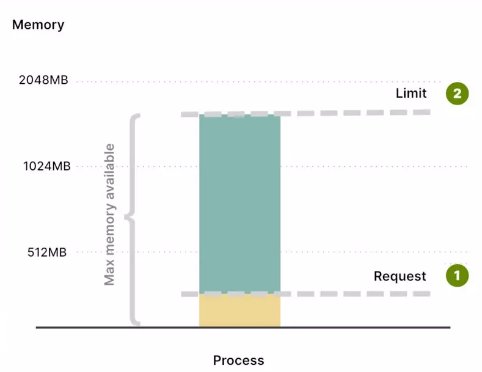 Memory
2048MB
Limit 2
1024MB
Max memory available
512MB
Request 1
Process